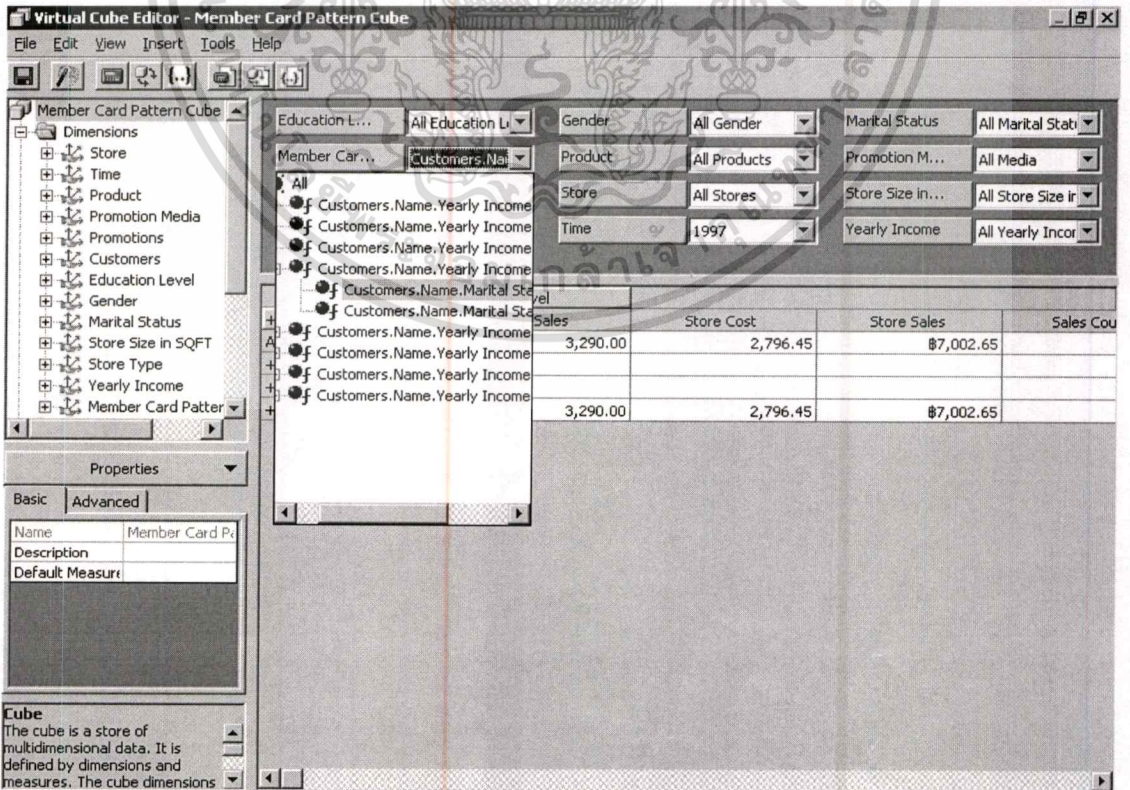 Virtual Cube Editor - Member Card Pattern Cube
File Edit View Insert Tools Help
Member Card Pattern Cube
Dimensions
Store
Time
Product
Promotion Media
Promotions
Customers
Education Level
Gender
Marital Status
Store Size in SQFT
Store Type
Yearly Income
Member Card Patter
Properties
Basic Advanced
Name Member Card Pa
Description
Default Measure
Cube
The cube is a store of
multidimensional data. It is
defined by dimensions and
measures. The cube dimensions
Education L... All Education Le Gender All Gender Marital Status All Marital Statu
Member Car... Customers.Nam Product All Products Promotion M... All Media
Store All Stores Store Size in... All Store Size in
Time 1997 Yearly Income All Yearly Incor
All
Customers.Name.Yearly Income
Customers.Name.Yearly Income
Customers.Name.Yearly Income
Customers.Name.Yearly Income
Customers.Name.Marital Sta
Customers.Name.Marital Sta
Customers.Name.Yearly Income
Customers.Name.Yearly Income
Customers.Name.Yearly Income
Customers.Name.Yearly Income
vel
Sales Store Cost Store Sales Sales Cou
A 3,290.00 2,796.45 ฿7,002.65
3,290.00 2,796.45 ฿7,002.65